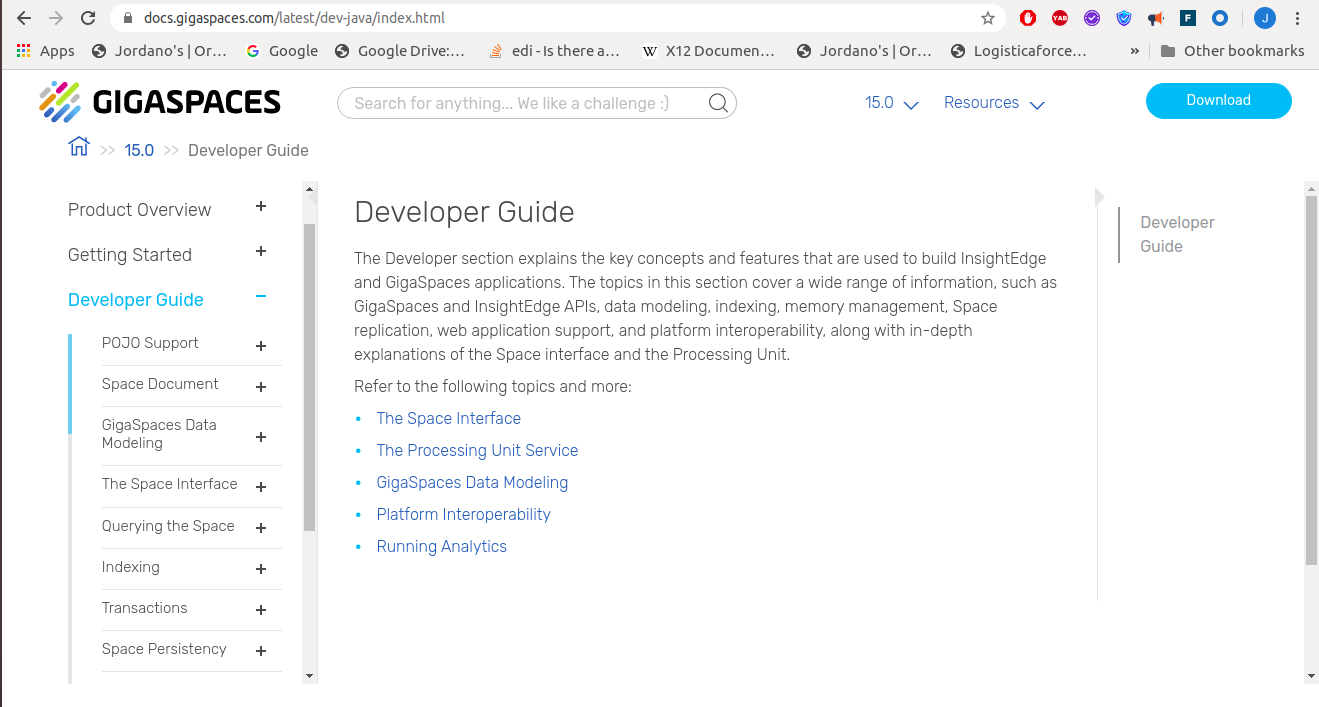 docs.gigaspaces.com/latest/dev-java/index.html
YAB
F
J
Apps
Jordano's | Or...
G
Google
Google Drive:...
edi - Is there a...
W
X12 Documen...
Jordano's | Or...
Logisticaforce...
»
Other bookmarks
GIGASPACES
Search for anything... We like a challenge :)
15.0
Resources
Download
>> 15.0 >> Developer Guide
Product Overview +
Getting Started +
Developer Guide −
POJO Support +
Space Document +
GigaSpaces Data
Modeling +
The Space Interface +
Querying the Space +
Indexing +
Transactions +
Space Persistency +
Developer Guide
The Developer section explains the key concepts and features that are used to build InsightEdge
and GigaSpaces applications. The topics in this section cover a wide range of information, such as
GigaSpaces and InsightEdge APIs, data modeling, indexing, memory management, Space
replication, web application support, and platform interoperability, along with in-depth
explanations of the Space interface and the Processing Unit.
Refer to the following topics and more:
• The Space Interface
• The Processing Unit Service
• GigaSpaces Data Modeling
• Platform Interoperability
• Running Analytics
Developer
Guide